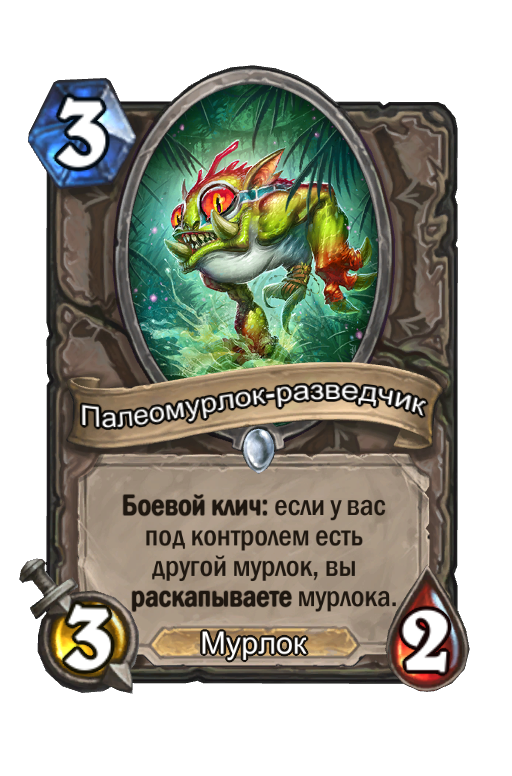 3
Палеомурлок-разведчик
Боевой клич: если у вас
под контролем есть
другой мурлок, вы
раскапываете мурлока.
3
Мурлок
2